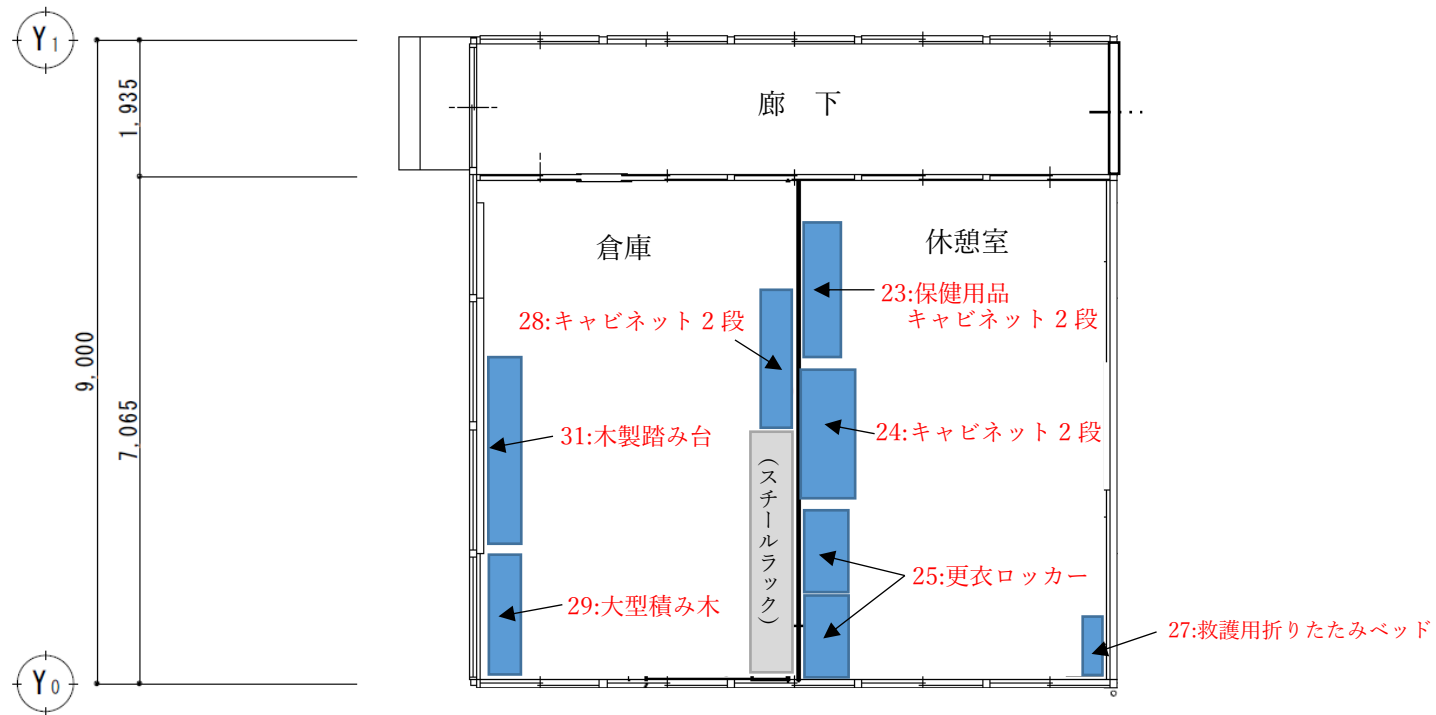 Y1
廊 下
1,935
倉庫
休憩室
23:保健用品
キャビネット２段
28:キャビネット２段
9,000
7,065
31:木製踏み台
24:キャビネット２段
(スチールラック)
25:更衣ロッカー
29:大型積み木
27:救護用折りたたみベッド
Y0